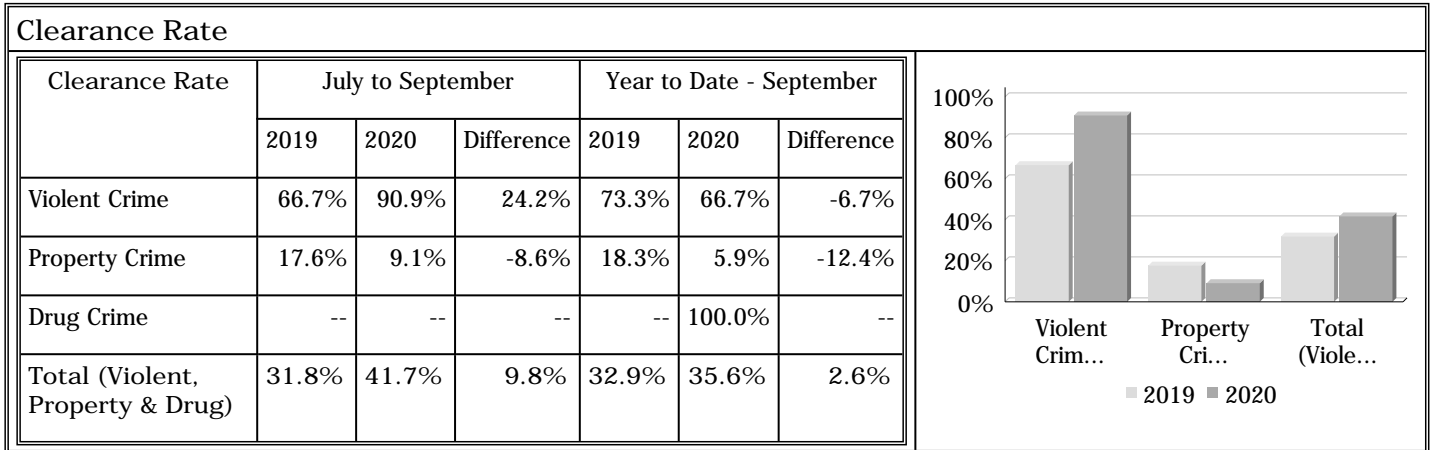 Clearance Rate
Clearance Rate July to September Year to Date - September
2019 2020 Difference 2019 2020 Difference
Violent Crime 66.7% 90.9% 24.2% 73.3% 66.7% -6.7%
Property Crime 17.6% 9.1% -8.6% 18.3% 5.9% -12.4%
Drug Crime -- -- -- -- 100.0% --
Total (Violent,
Property & Drug) 31.8% 41.7% 9.8% 32.9% 35.6% 2.6%
100%
80%
60%
40%
20%
0%
Violent
Crim...
Property
Cri...
Total
(Viole...
2019 2020